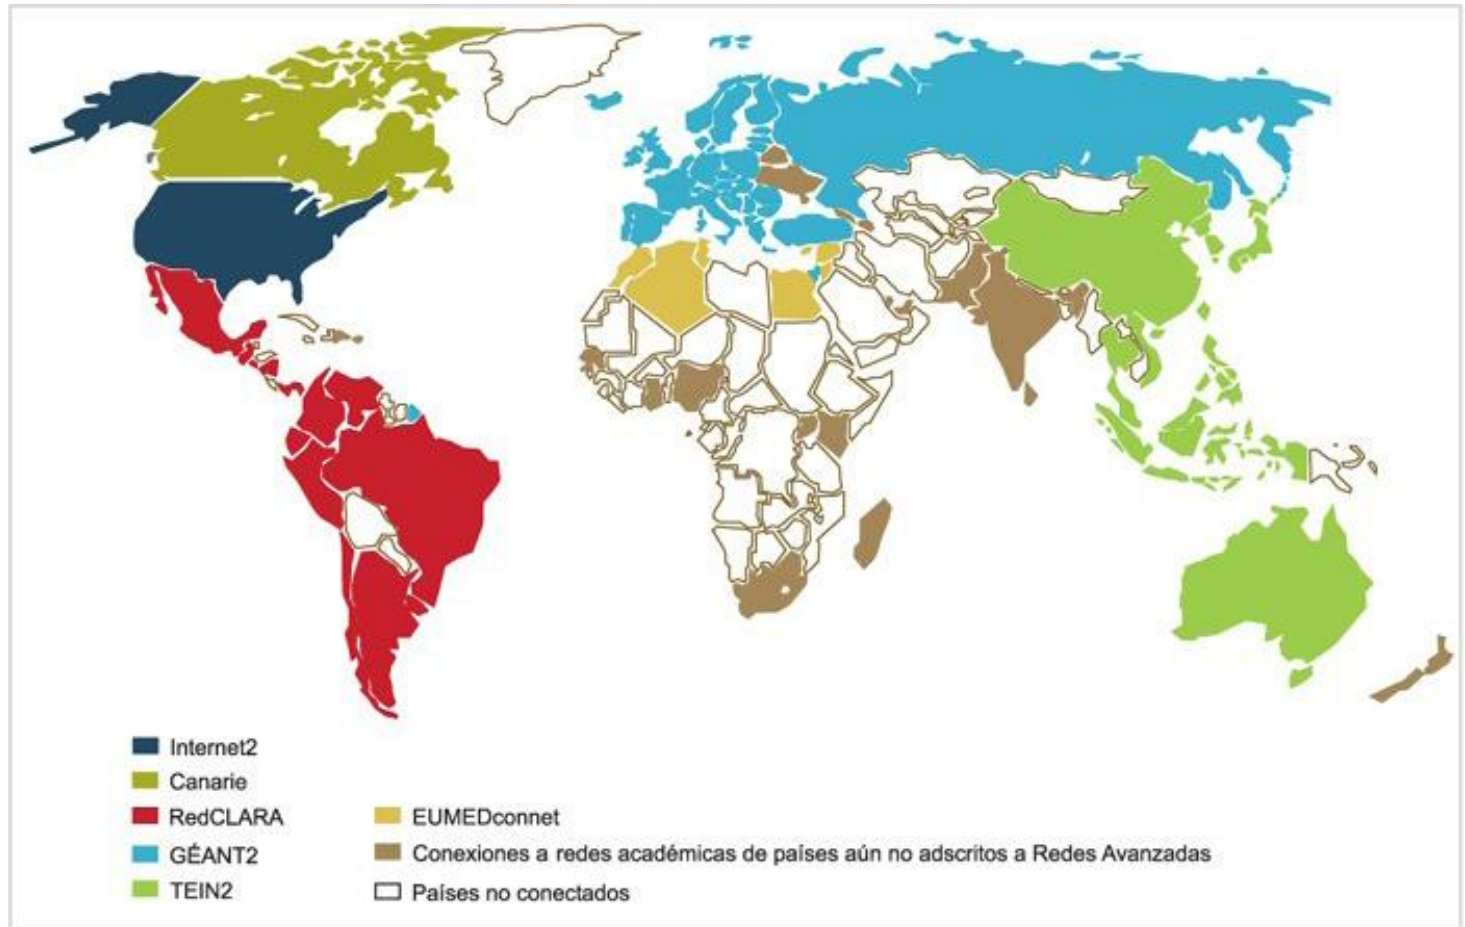 Internet2
Canarie
RedCLARA
GÉANT2
TEIN2
EUMEDconnet
Conexiones a redes académicas de países aún no adscritos a Redes Avanzadas
Países no conectados